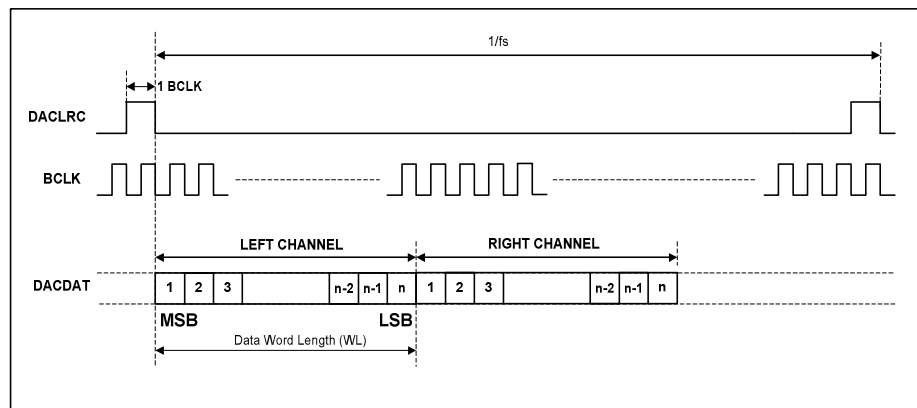 1/fs
1 BCLK
DACLRC
BCLK
LEFT CHANNEL RIGHT CHANNEL
DACDAT 1 2 3 n-2 n-1 n 1 2 3 n-2 n-1 n
MSB LSB
Data Word Length (WL)